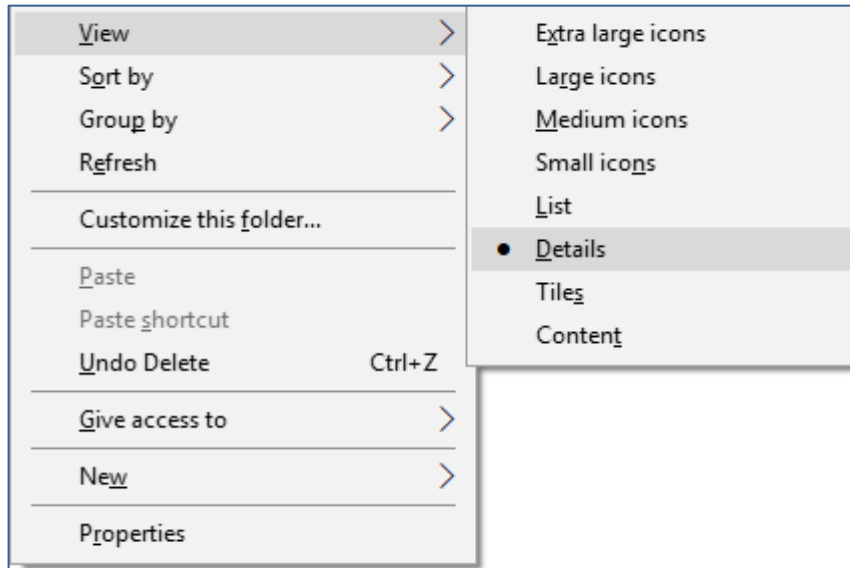 View
Sort by
Group by
Refresh
Customize this folder...
Paste
Paste shortcut
Undo Delete Ctrl+Z
Give access to
New
Properties
Extra large icons
Large icons
Medium icons
Small icons
List
Details
Tiles
Content